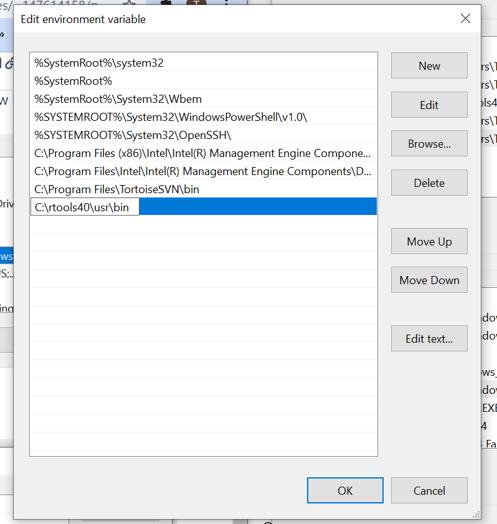 Edit environment variable
%SystemRoot%\system32
%SystemRoot%
%SystemRoot%\System32\Wbem
%SYSTEMROOT%\System32\WindowsPowerShell\v1.0\
%SYSTEMROOT%\System32\OpenSSH\
C:\Program Files (x86)\Intel\Intel(R) Management Engine Compone...
C:\Program Files\Intel\Intel(R) Management Engine Components\D...
C:\Program Files\TortoiseSVN\bin
C:\rtools40\usr\bin
New
Edit
Browse...
Delete
Move Up
Move Down
Edit text...
OK
Cancel